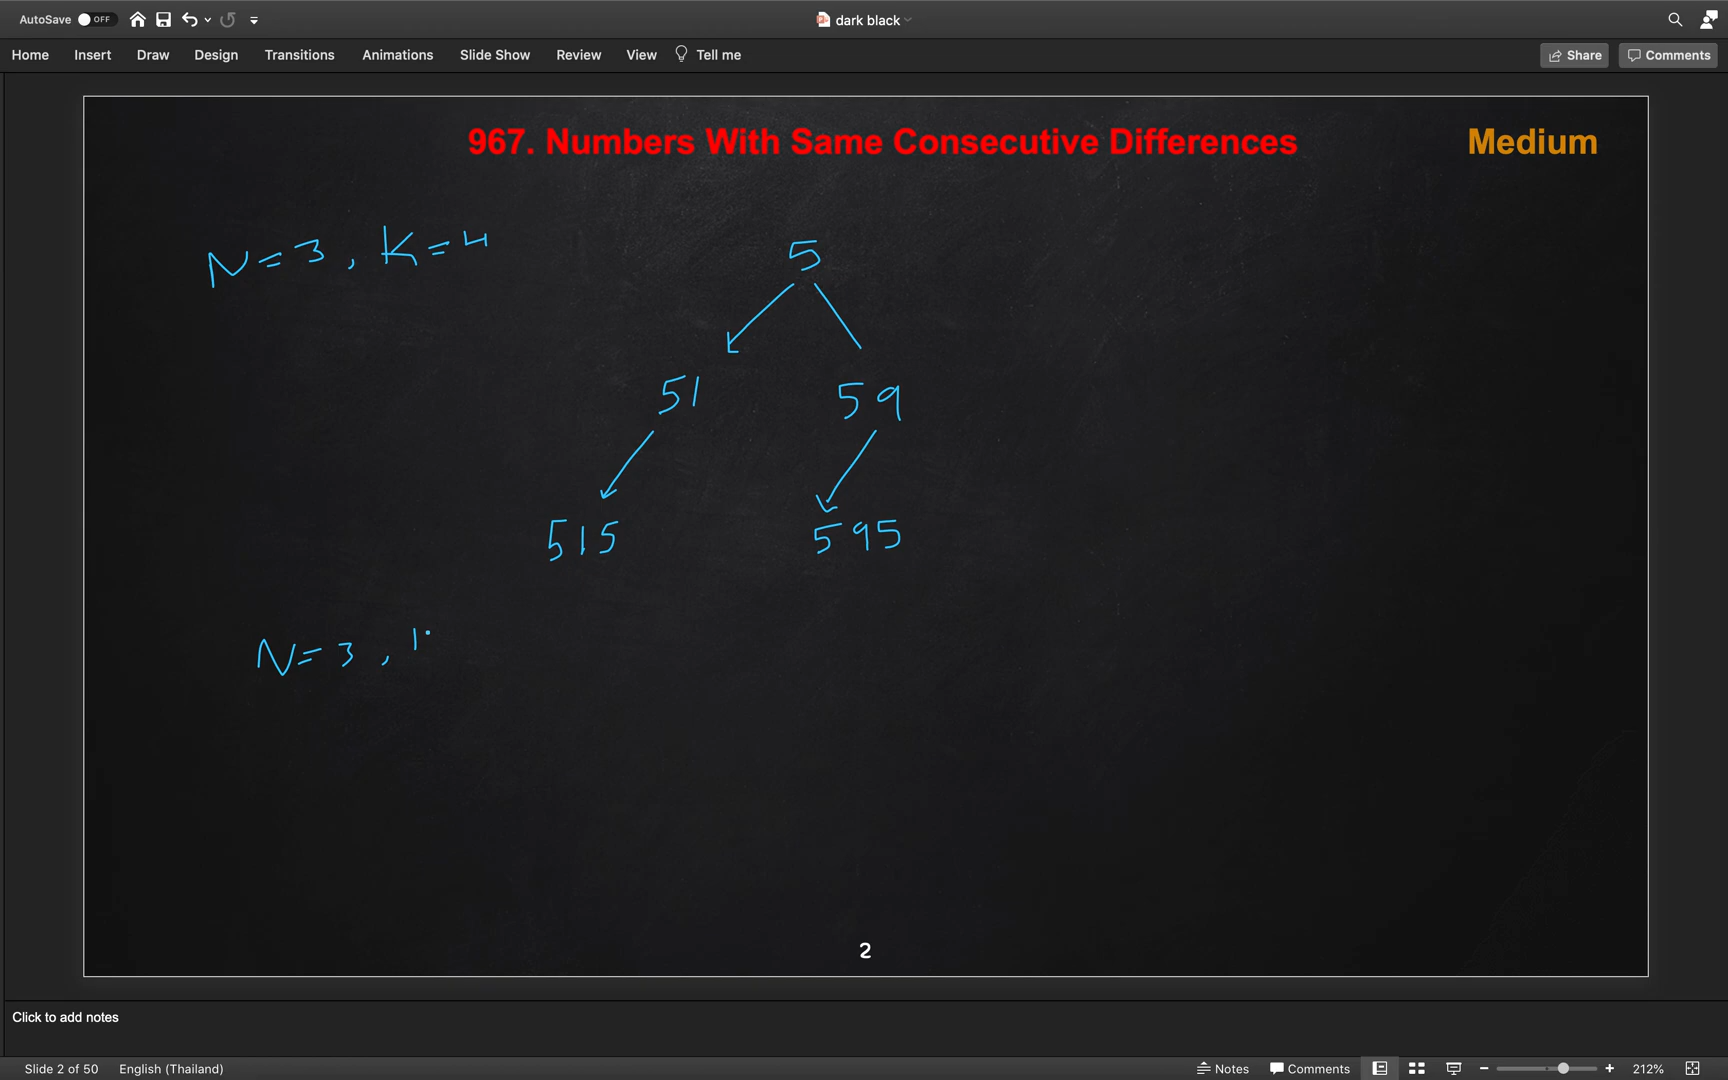 AutoSave OFF
dark black
Home Insert Draw Design Transitions Animations Slide Show Review View Tell me
Share Comments
967. Numbers With Same Consecutive Differences
Medium
N=3, K=4
5
51 59
515 595
N=3,
2
Click to add notes
Slide 2 of 50 English (Thailand)
Notes Comments
212%